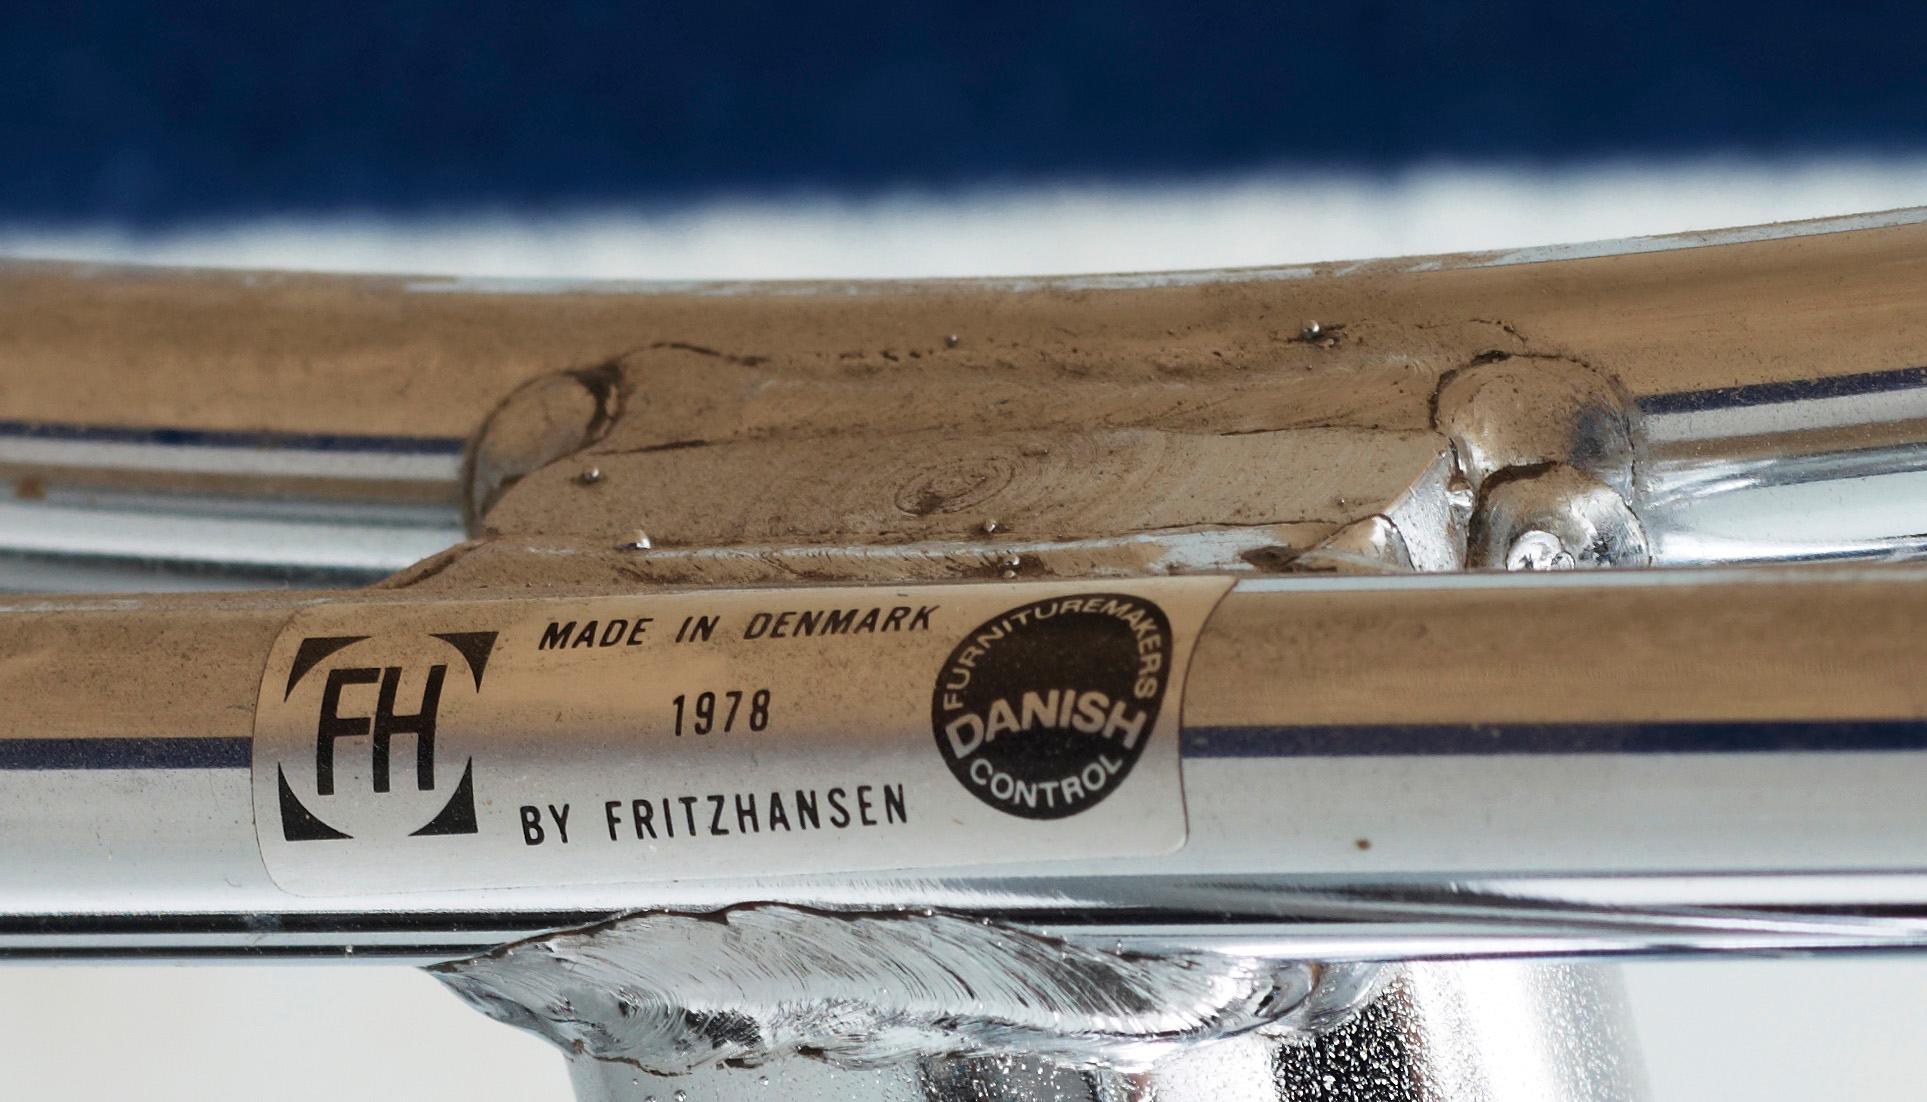 FH
MADE IN DENMARK
1978
BY FRITZHANSEN
FURNITUREMAKERS
DANISH
CONTROL